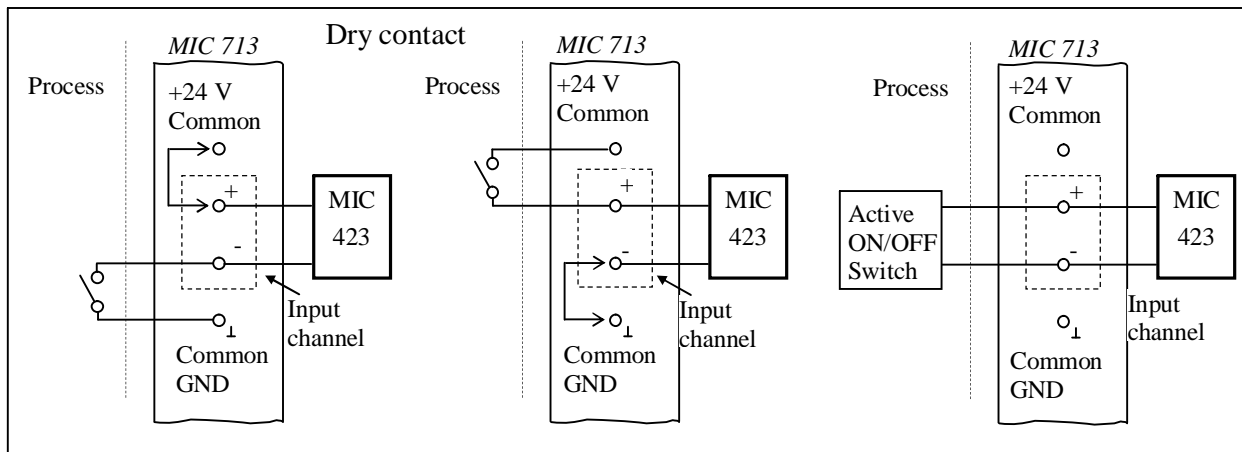 Dry contact
MIC 713
Process
+24 V
Common
+
-
MIC
423
Input
channel
Common
GND
MIC 713
Process
+24 V
Common
+
-
MIC
423
Input
channel
Common
GND
MIC 713
Process
+24 V
Common
+
-
Active
ON/OFF
Switch
MIC
423
Input
channel
Common
GND